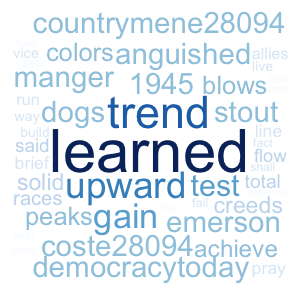 countrymene28094
vice colors anguished allies
live
manger 1945 blows
run dogs trend stout
way
build line
said learned fact
brief flow
shall
solid upward test total
races fail creeds
peaks gain emerson
coste28094 achieve
democracytoday pray